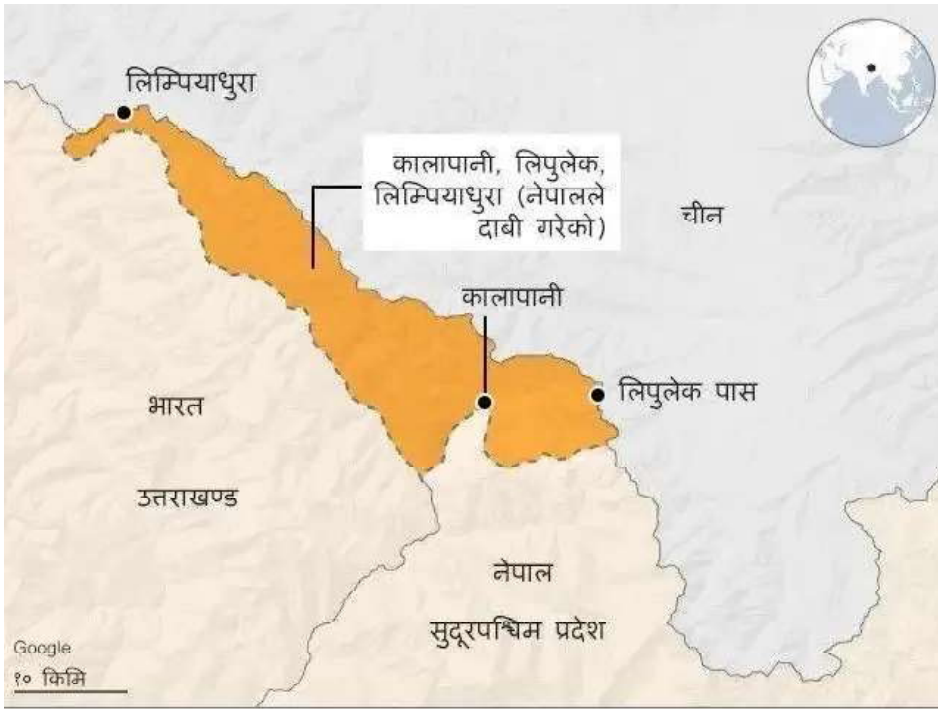 लिम्पियाधुरा
कालापानी, लिपुलेक,
लिम्पियाधुरा (नेपालले
दाबी गरेको)
चीन
कालापानी
लिपुलेक पास
भारत
उत्तराखण्ड
नेपाल
सुदूरपश्चिम प्रदेश
Google
१० किमि